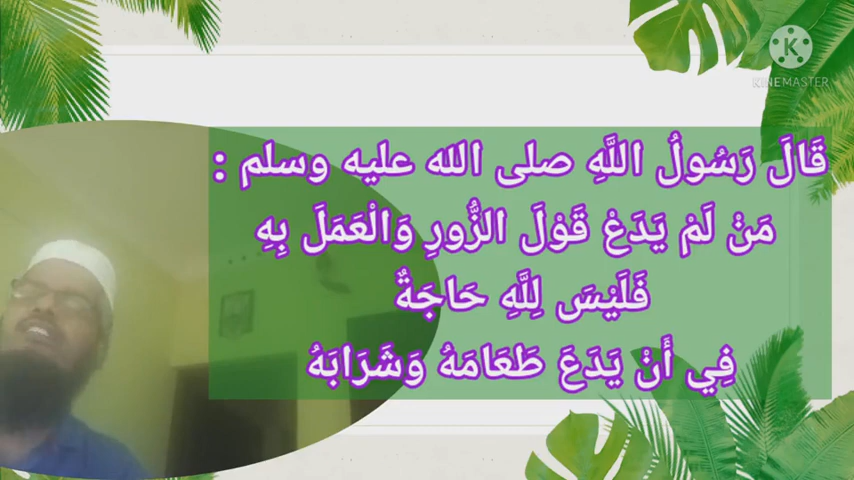 KINEMASTER
قَالَ رَسُولُ اللَّهِ صلى الله عليه وسلم :
مَنْ لَمْ يَدَعْ قَوْلَ الزُّورِ وَالْعَمَلَ بِهِ
فَلَيْسَ لِلَّهِ حَاجَةٌ
فِي أَنْ يَدَعَ طَعَامَهُ وَشَرَابَهُ